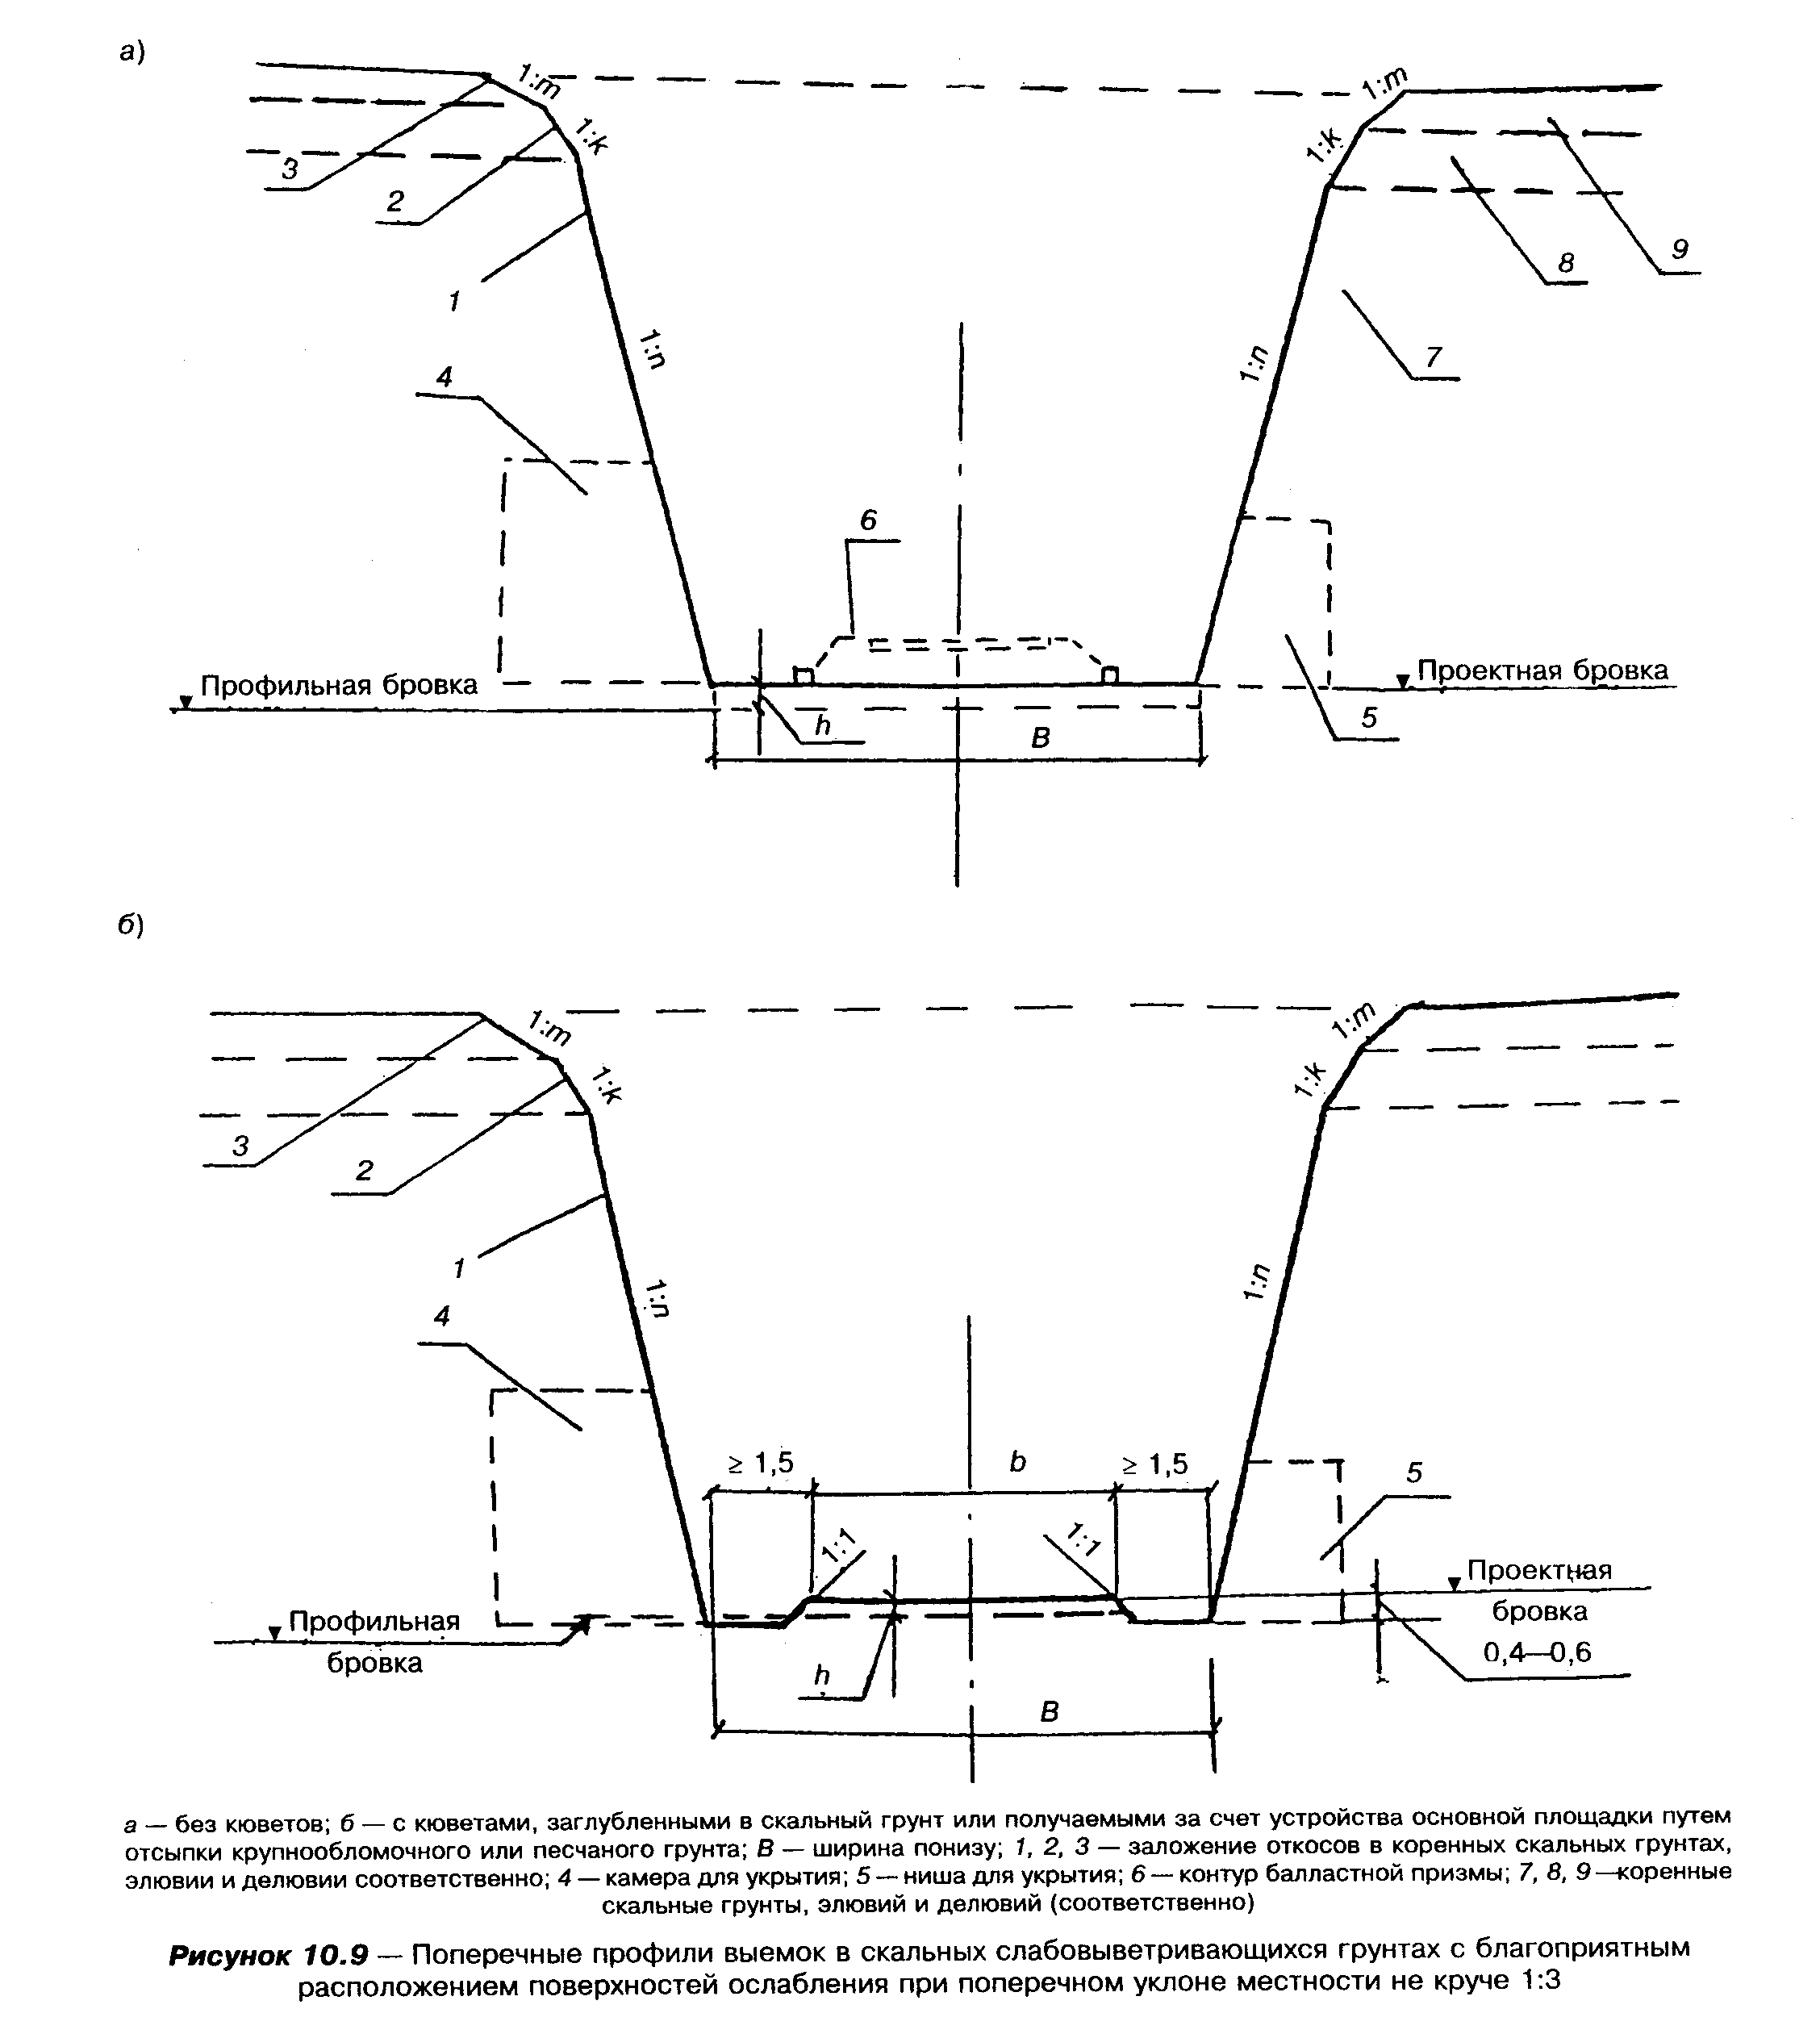 а)
1:m
1:m
1:k
1:k
3
2
9
8
1
1:n
1:n
7
4
6
Профильная бровка
Проектная бровка
h
B
5
б)
1:m
1:m
1:k
1:k
3
2
1
1:n
1:n
4
≥ 1,5
b
≥ 1,5
5
1:1
1:1
Профильная
бровка
Проектная
бровка
0,4—0,6
h
B
а — без кюветов; б — с кюветами, заглубленными в скальный грунт или получаемыми за счет устройства основной площадки путем
отсыпки крупнообломочного или песчаного грунта; В — ширина понизу; 1, 2, 3 — заложение откосов в коренных скальных грунтах,
элювии и делювии соответственно; 4 — камера для укрытия; 5 — ниша для укрытия; 6 — контур балластной призмы; 7, 8, 9 —коренные
скальные грунты, элювий и делювий (соответственно)
Рисунок 10.9 — Поперечные профили выемок в скальных слабовыветривающихся грунтах с благоприятным
расположением поверхностей ослабления при поперечном уклоне местности не круче 1:3